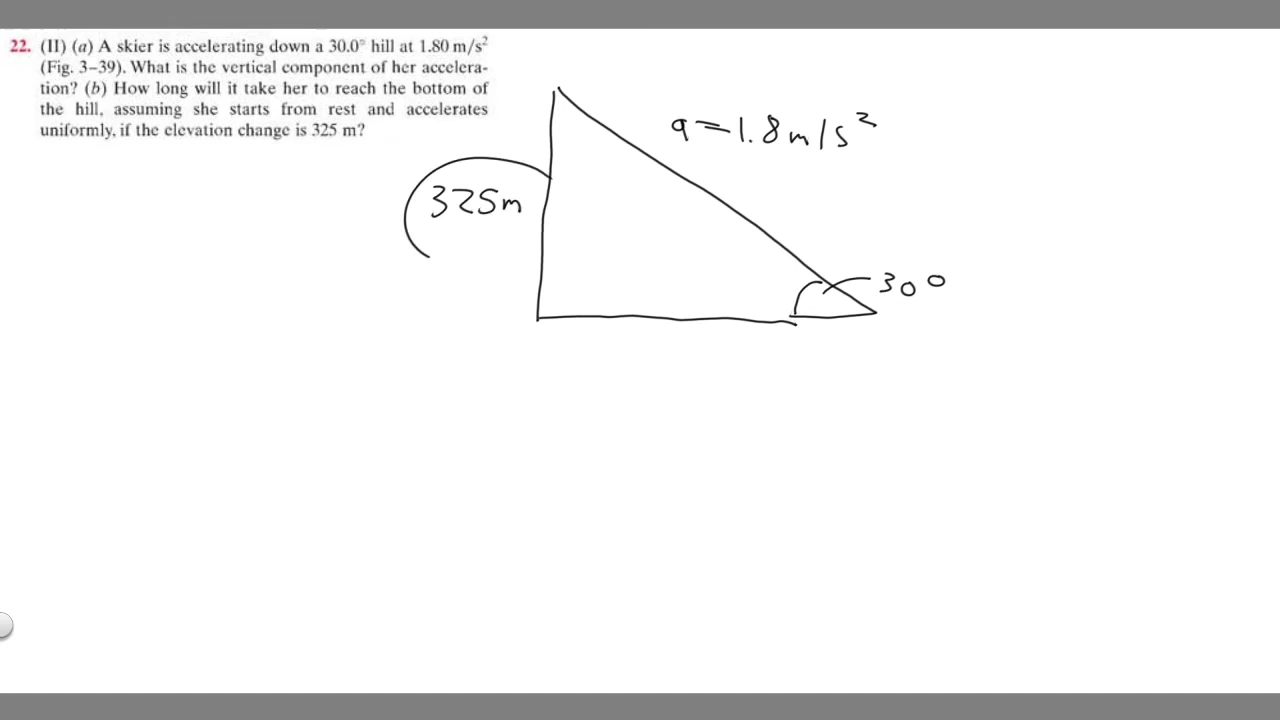 22. (II) (a) A skier is accelerating down a 30.0° hill at 1.80 m/s²
(Fig. 3–39). What is the vertical component of her accelera-
tion? (b) How long will it take her to reach the bottom of
the hill, assuming she starts from rest and accelerates
uniformly, if the elevation change is 325 m?
a=1.8m/s²
325m
30°